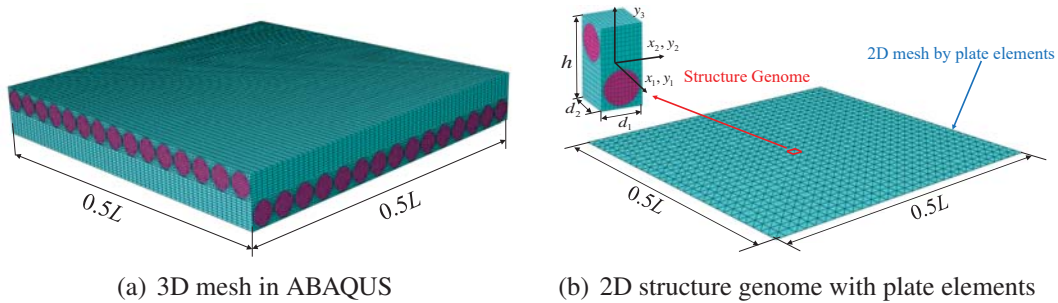 0.5L
0.5L
(a) 3D mesh in ABAQUS
y₃
h
x₂, y₂
x₁, y₁
d₂
d₁
Structure Genome
2D mesh by plate elements
0.5L
0.5L
(b) 2D structure genome with plate elements